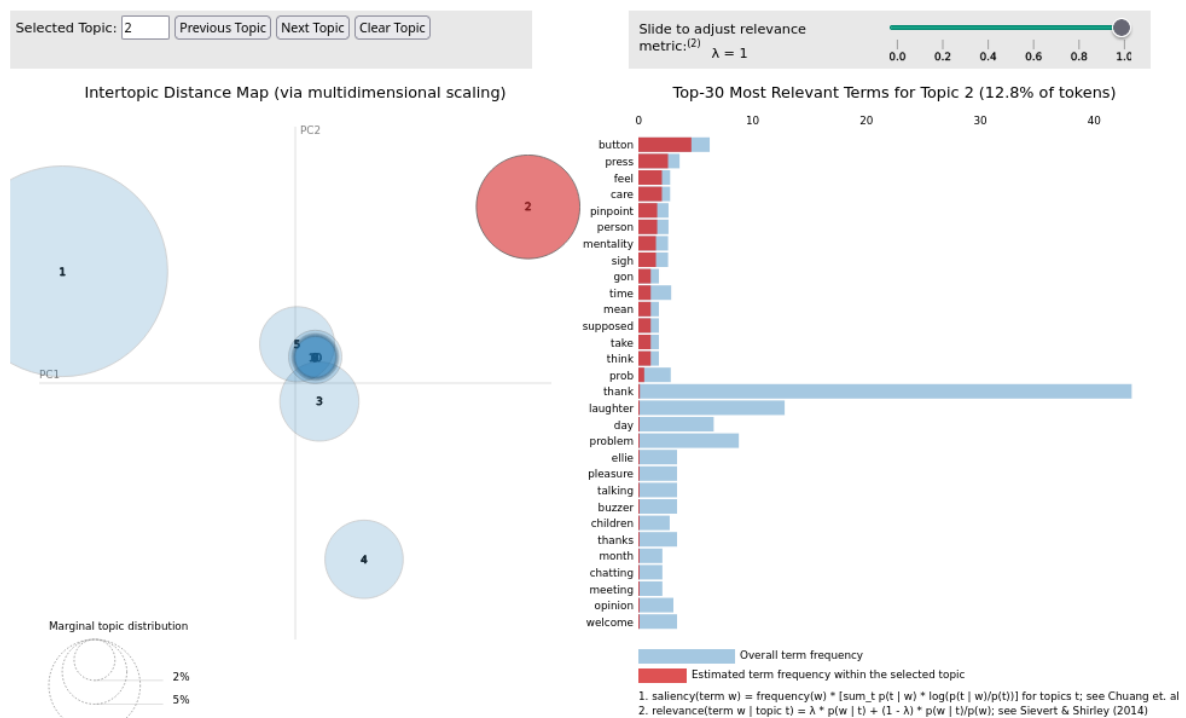 Selected Topic: 2 Previous Topic Next Topic Clear Topic
Slide to adjust relevance
metric:(2) λ = 1
0.0 0.2 0.4 0.6 0.8 1.0
Intertopic Distance Map (via multidimensional scaling)
PC2
PC1
1
2
5
3
4
Marginal topic distribution
2%
5%
Top-30 Most Relevant Terms for Topic 2 (12.8% of tokens)
0 10 20 30 40
button
press
feel
care
pinpoint
person
mentality
sigh
gon
time
mean
supposed
take
think
prob
thank
laughter
day
problem
ellie
pleasure
talking
buzzer
children
thanks
month
chatting
meeting
opinion
welcome
Overall term frequency
Estimated term frequency within the selected topic
1. saliency(term w) = frequency(w) * [sum_t p(t | w) * log(p(t | w)/p(t))] for topics t; see Chuang et. al
2. relevance(term w | topic t) = λ * p(w | t) + (1 - λ) * p(w | t)/p(w); see Sievert & Shirley (2014)